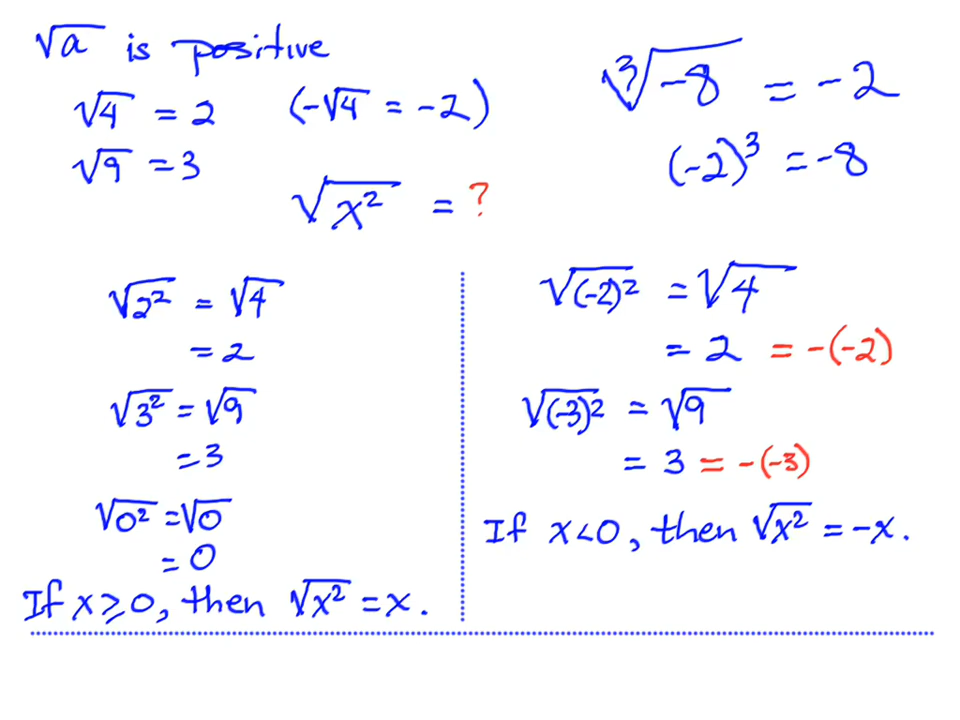 √a is positive
√4 = 2 (-√4 = -2)
√9 = 3
√x² = ?
∛-8 = -2
(-2)³ = -8
√2² = √4
= 2
√3² = √9
= 3
√0² = √0
= 0
If x ≥ 0, then √x² = x.
√(-2)² = √4
= 2 = -(-2)
√(-3)² = √9
= 3 = -(-3)
If x < 0, then √x² = -x.